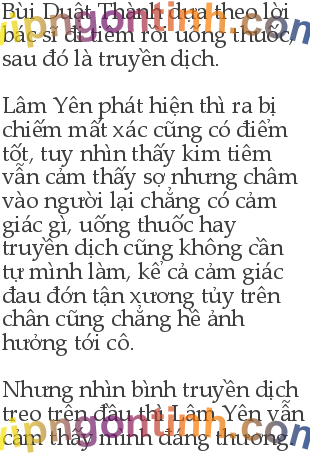 Bùi Duật Thành dựa theo lời
bác sĩ đi tiêm rồi uống thuốc,
sau đó là truyền dịch.
Lâm Yên phát hiện thì ra bị
chiếm mất xác cũng có điểm
tốt, tuy nhìn thấy kim tiêm
vẫn cảm thấy sợ nhưng châm
vào người lại chẳng có cảm
giác gì, uống thuốc hay
truyền dịch cũng không cần
tự mình làm, kể cả cảm giác
đau đớn tận xương tủy trên
chân cũng chẳng hề ảnh
hưởng tới cô.
Nhưng nhìn bình truyền dịch
treo trên đầu thì Lâm Yên vẫn
cảm thấy mình đáng thương
vipngontinh.com
vipngontinh.com